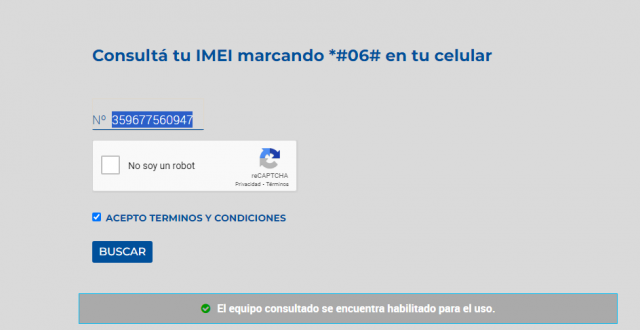 Consultá tu IMEI marcando *#06# en tu celular
Nº 359677560947
No soy un robot
reCAPTCHA
Privacidad - Términos
ACEPTO TERMINOS Y CONDICIONES
BUSCAR
El equipo consultado se encuentra habilitado para el uso.